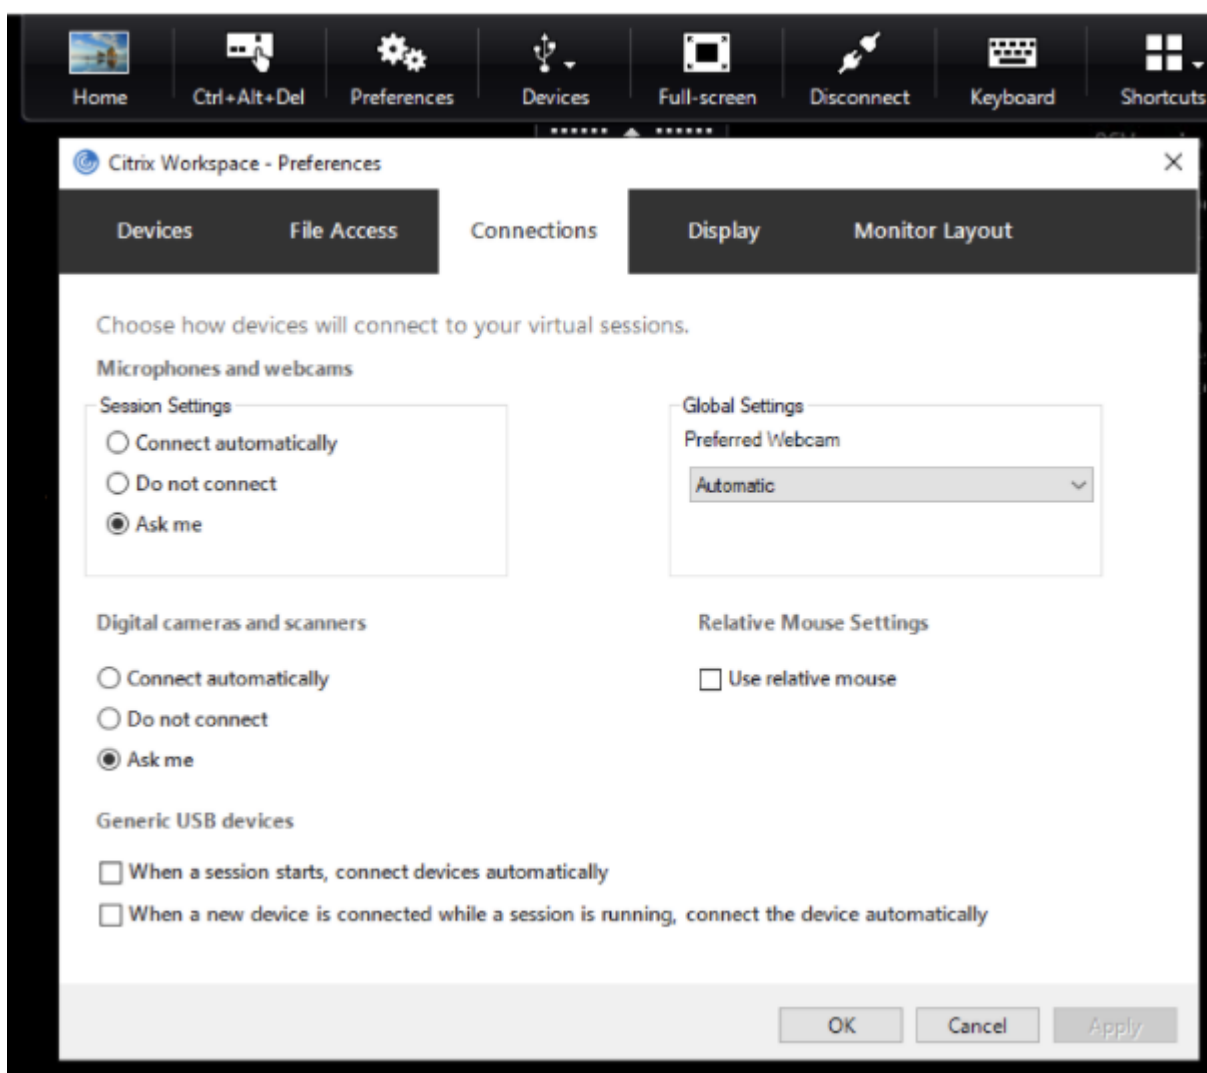 Home Ctrl+Alt+Del Preferences Devices Full-screen Disconnect Keyboard Shortcuts
Citrix Workspace - Preferences
Devices File Access Connections Display Monitor Layout
Choose how devices will connect to your virtual sessions.
Microphones and webcams
Session Settings
Connect automatically
Do not connect
Ask me
Global Settings
Preferred Webcam
Automatic
Digital cameras and scanners
Connect automatically
Do not connect
Ask me
Relative Mouse Settings
Use relative mouse
Generic USB devices
When a session starts, connect devices automatically
When a new device is connected while a session is running, connect the device automatically
OK Cancel Apply